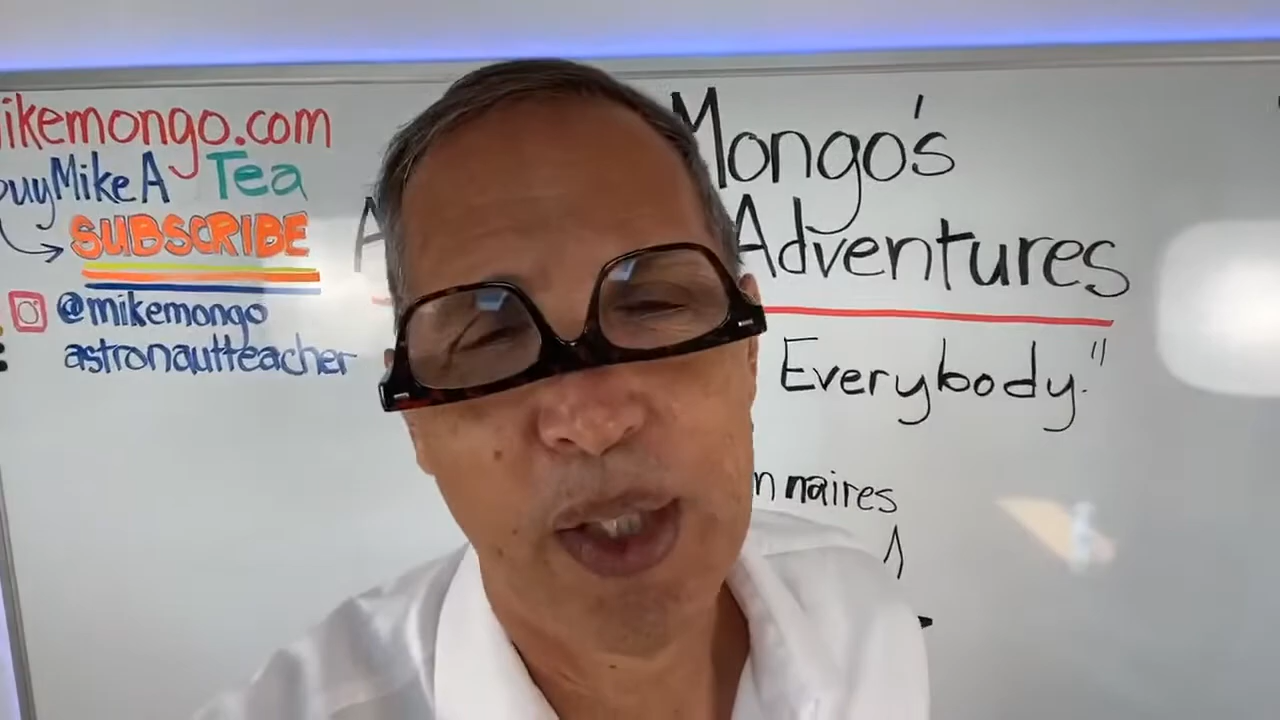 ikemongo.com
buyMikeA Tea
SUBSCRIBE
@mikemongo
astronautteacher
Mongo's
Adventures
Everybody."
naires